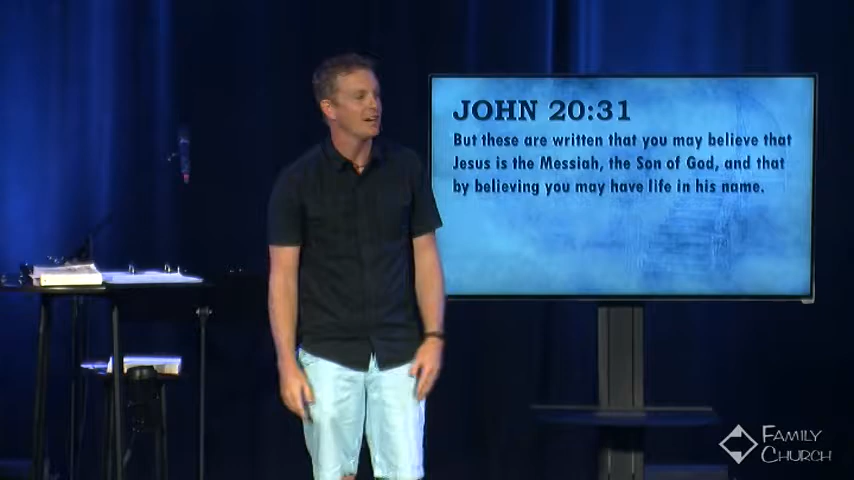 JOHN 20:31
But these are written that you may believe that
Jesus is the Messiah, the Son of God, and that
by believing you may have life in his name.
FAMILY
CHURCH